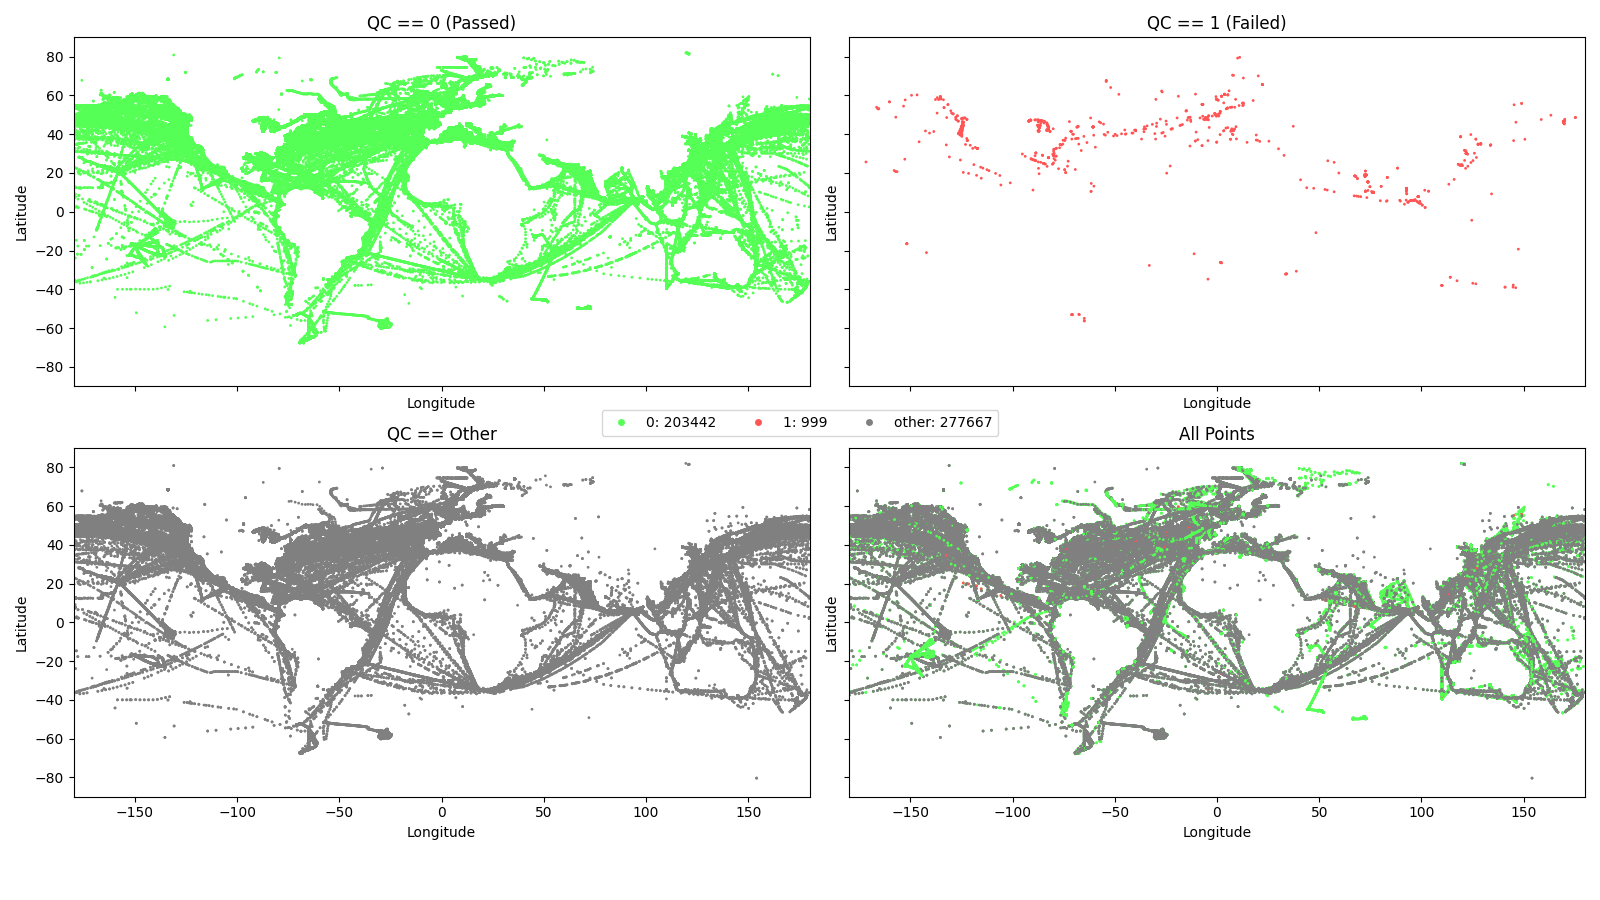 QC == 0 (Passed)
QC == 1 (Failed)
80
60
40
20
0
−20
−40
−60
−80
Latitude
Latitude
Longitude
Longitude
0: 203442 1: 999 other: 277667
QC == Other
All Points
80
60
40
20
0
−20
−40
−60
−80
Latitude
Latitude
−150 −100 −50 0 50 100 150
−150 −100 −50 0 50 100 150
Longitude
Longitude